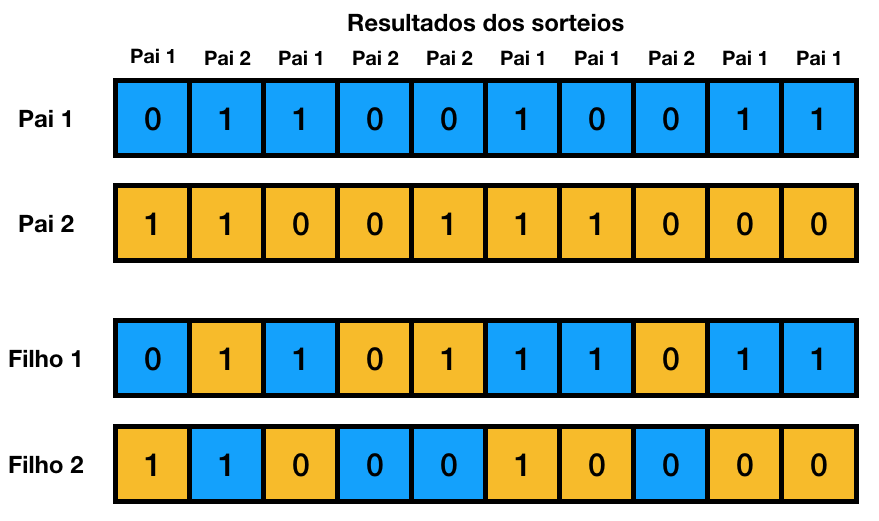 Resultados dos sorteios
Pai 1 Pai 2 Pai 1 Pai 2 Pai 2 Pai 1 Pai 1 Pai 2 Pai 1 Pai 1
Pai 1 0 1 1 0 0 1 0 0 1 1
Pai 2 1 1 0 0 1 1 1 0 0 0
Filho 1 0 1 1 0 1 1 1 0 1 1
Filho 2 1 1 0 0 0 1 0 0 0 0